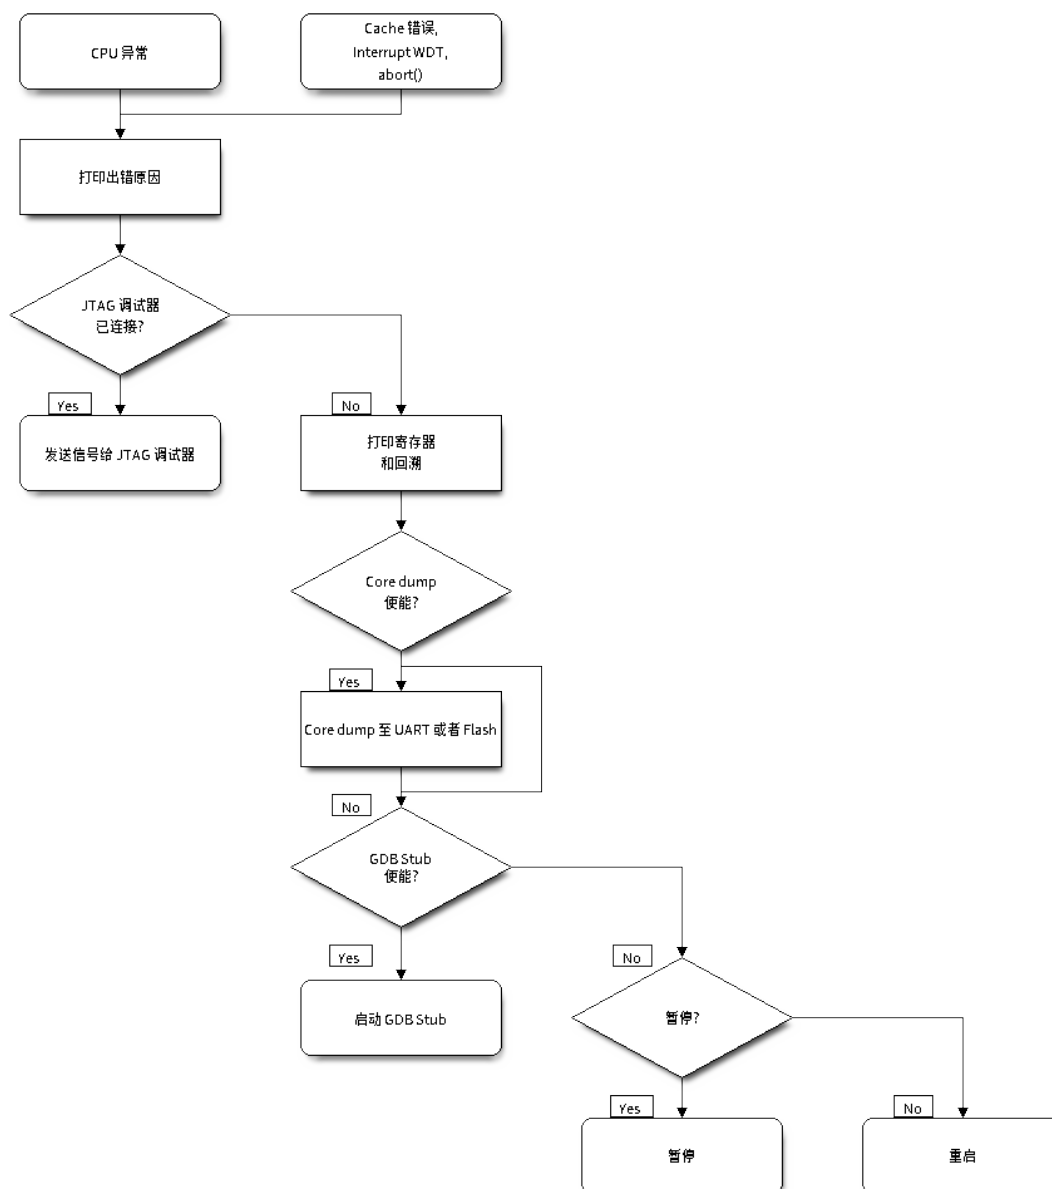 CPU 异常
Cache 错误,
Interrupt WDT,
abort()
打印出错原因
JTAG 调试器
已连接?
Yes
No
发送信号给 JTAG 调试器
打印寄存器
和回溯
Core dump
便能?
Yes
Core dump 至 UART 或者 Flash
No
GDB Stub
便能?
Yes
No
启动 GDB Stub
暂停?
Yes
No
暂停
重启